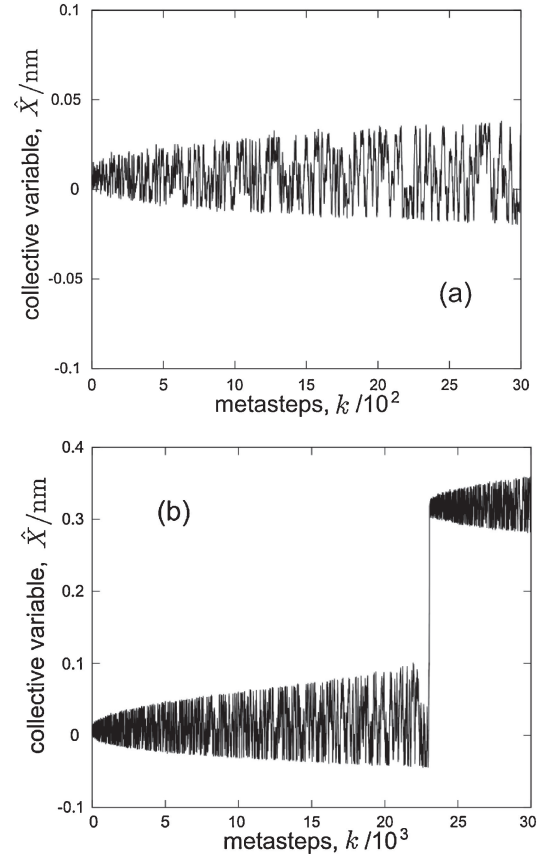 0.1
0.05
0
-0.05
-0.1
collective variable, X̂/nm
(a)
0 5 10 15 20 25 30
metasteps, k /10²
0.4
0.3
0.2
0.1
0
-0.1
collective variable, X̂/nm
(b)
0 5 10 15 20 25 30
metasteps, k /10³